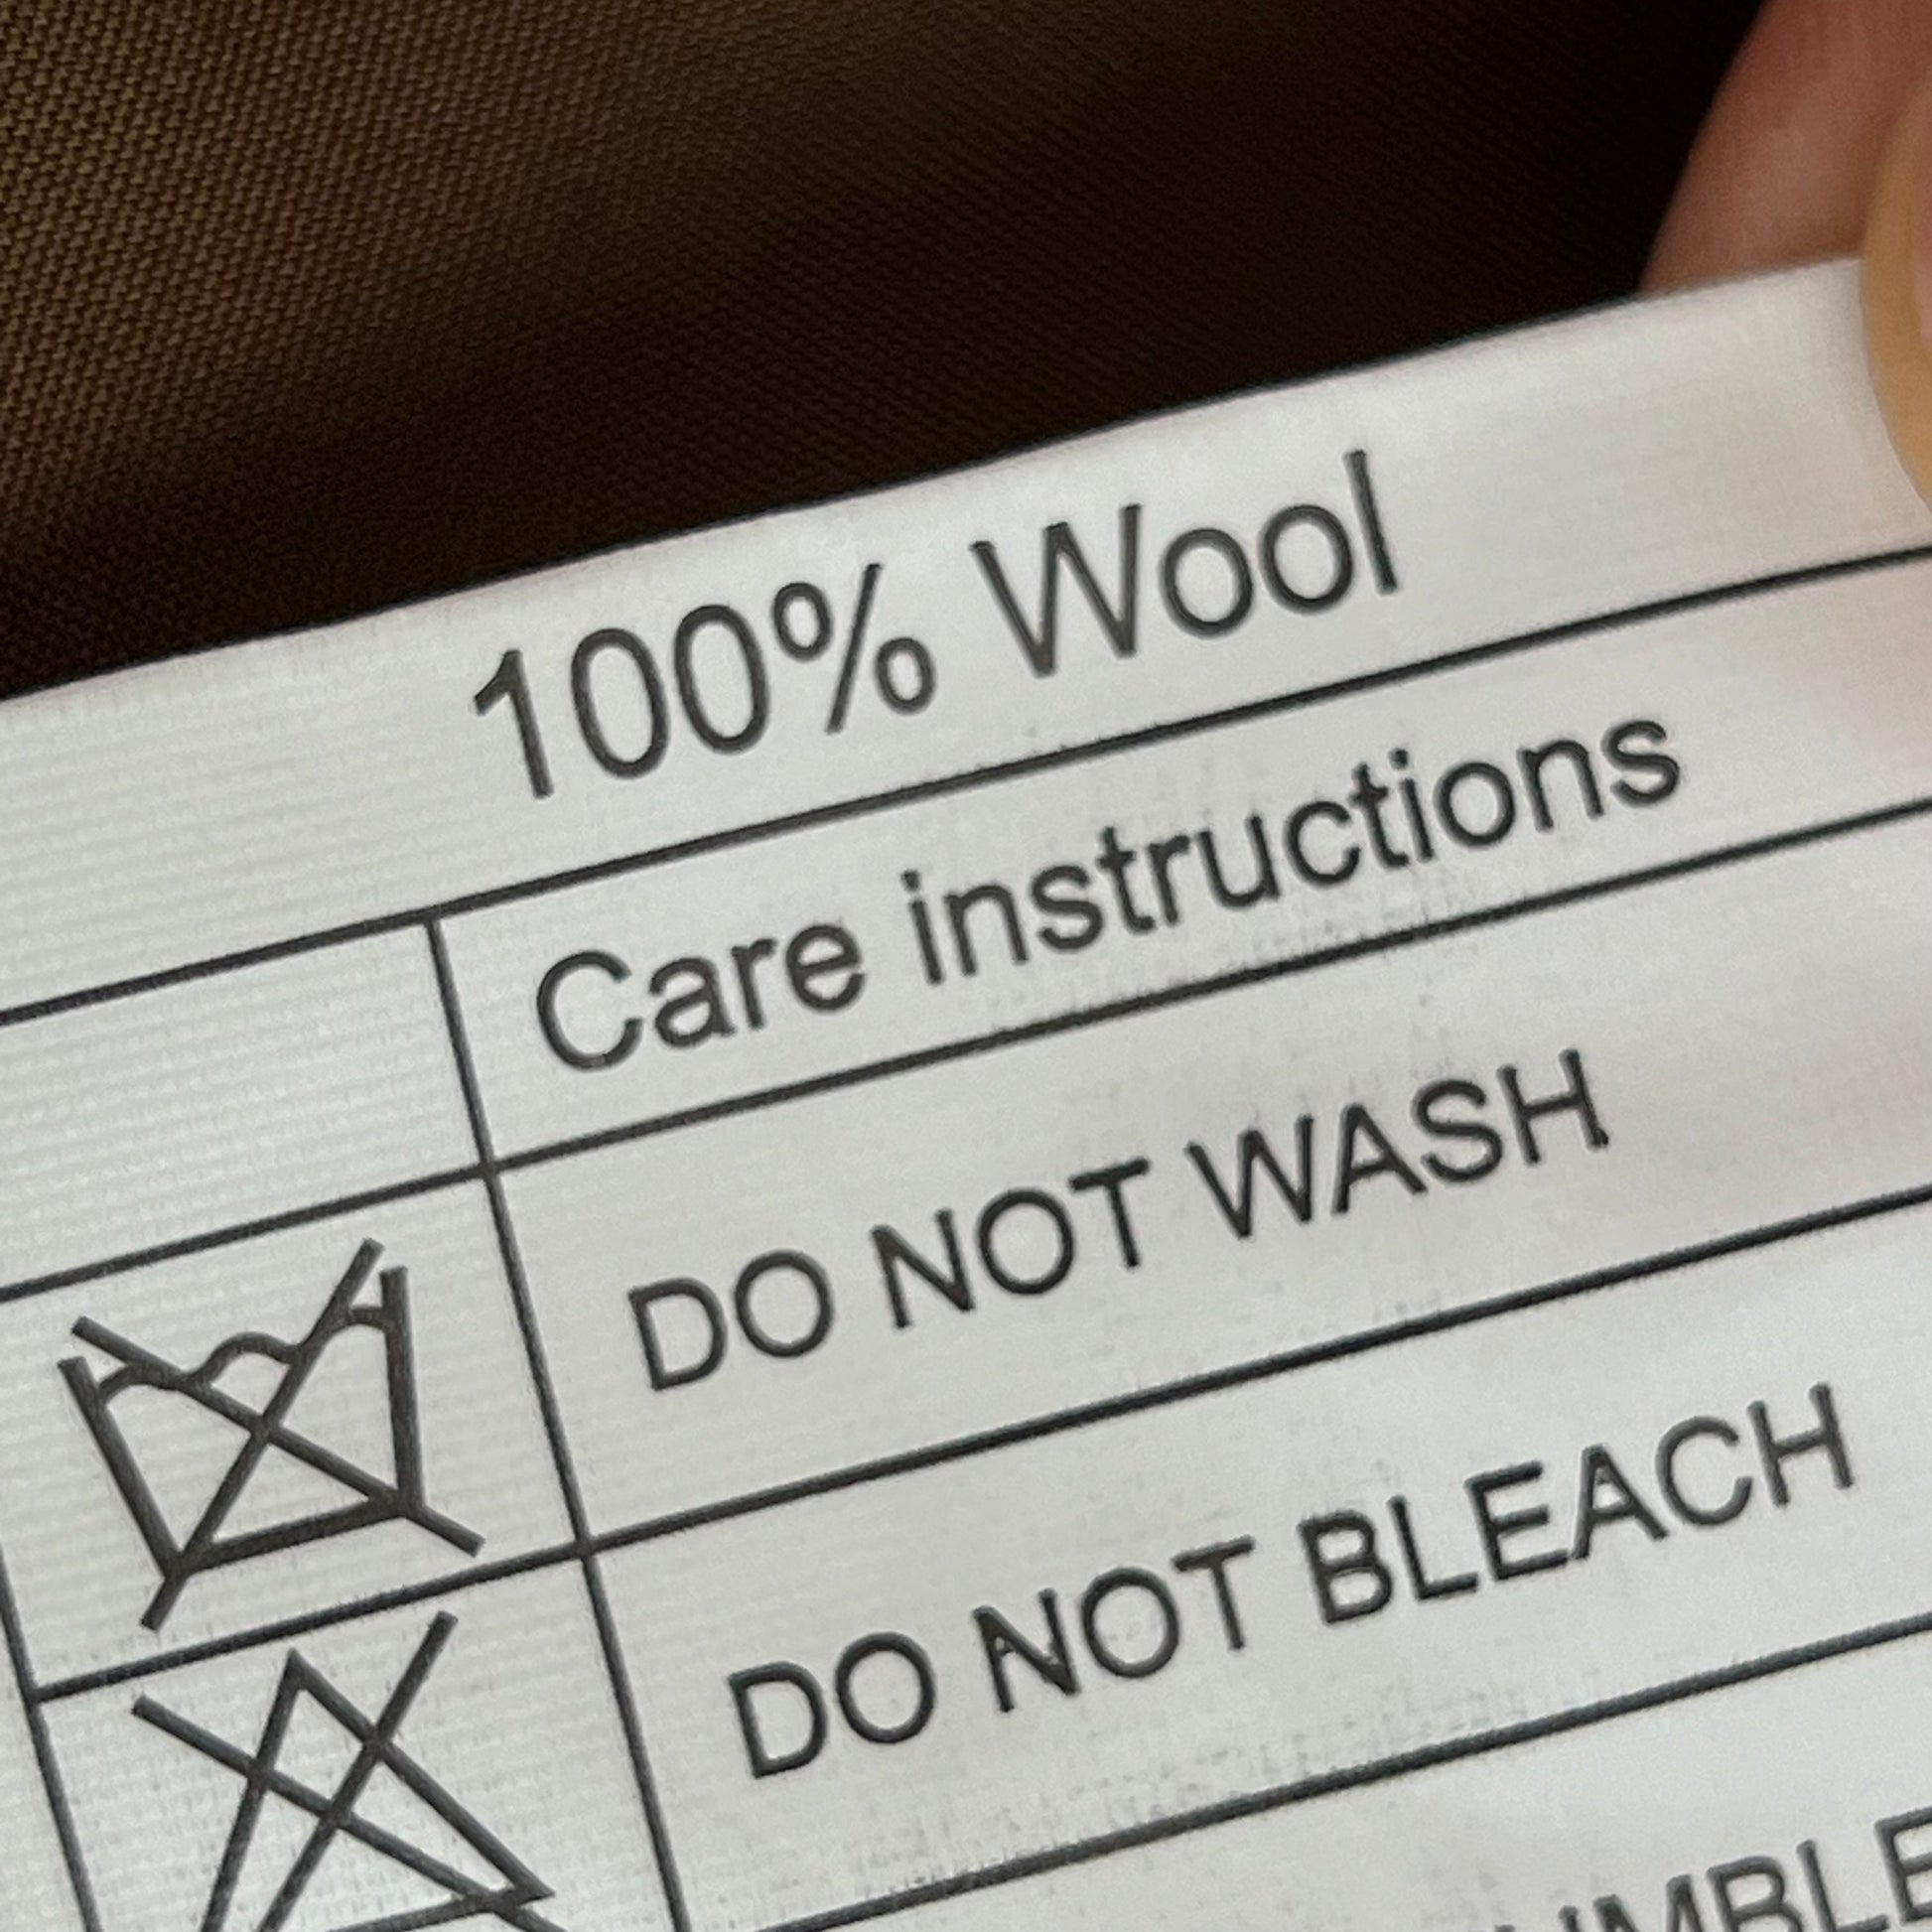 100% Wool
Care instructions
DO NOT WASH
DO NOT BLEACH